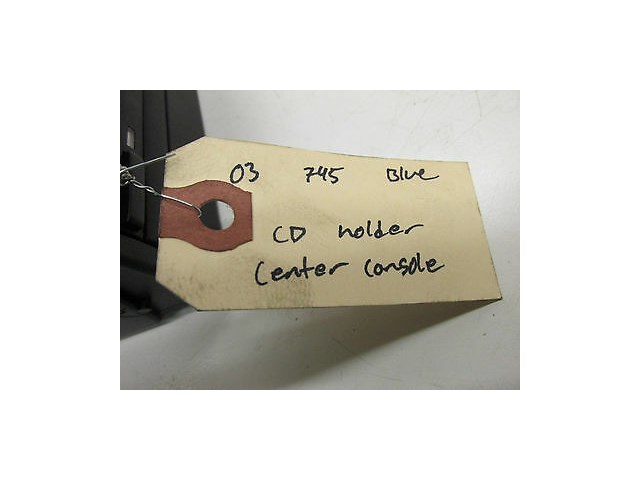 03 745 Blue
CD holder
Center console